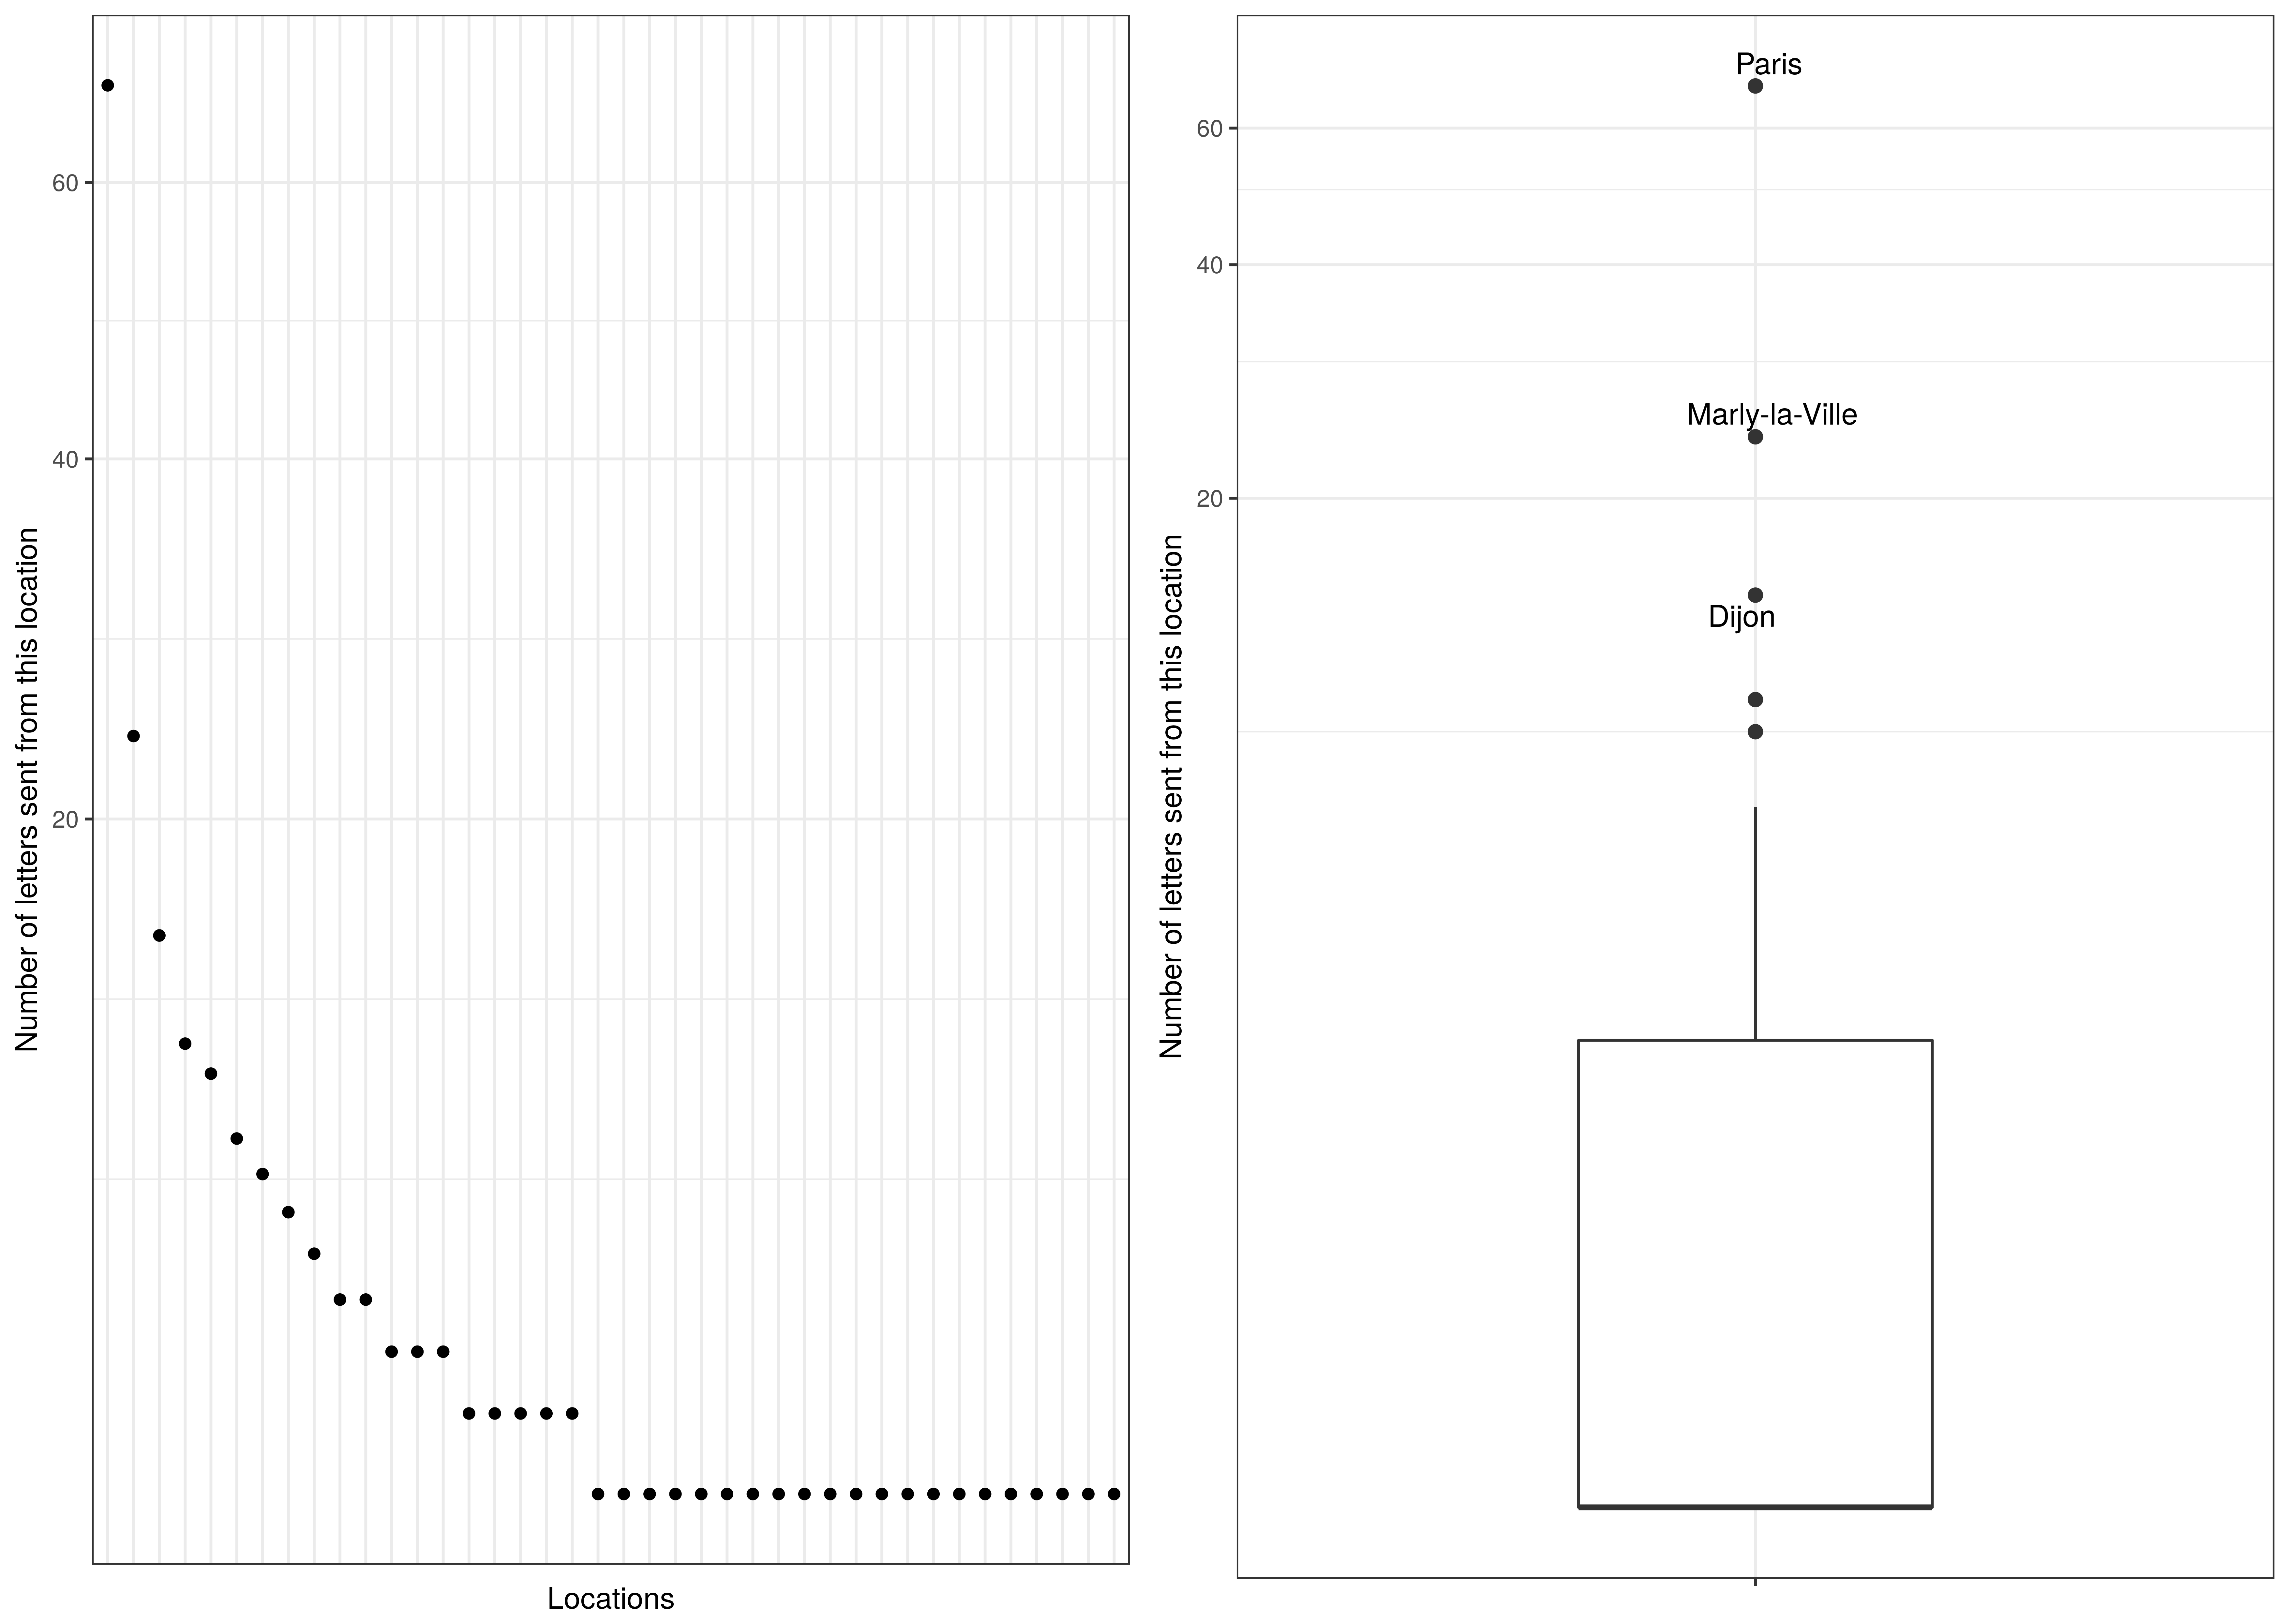 Number of letters sent from this location
60
40
20
Locations
Number of letters sent from this location
60
40
20
Paris
Marly-la-Ville
Dijon